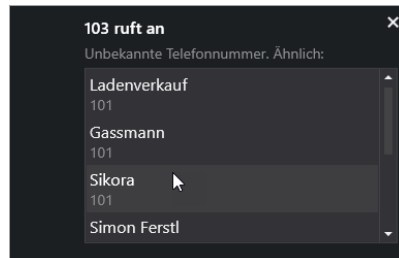 103 ruft an
Unbekannte Telefonnummer. Ähnlich:
Ladenverkauf
101
Gassmann
101
Sikora
101
Simon Ferstl